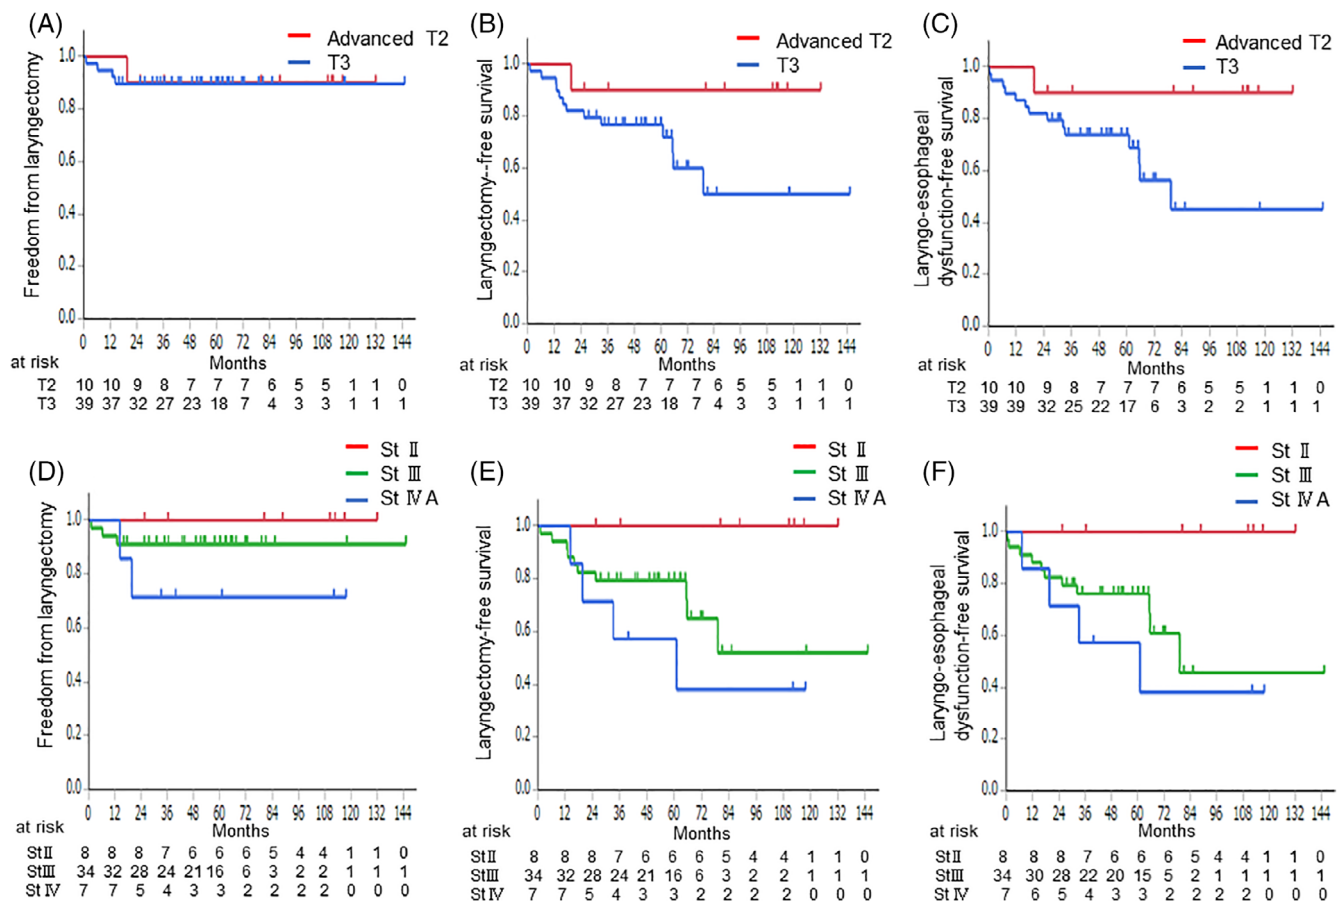 (A)
Advanced T2
T3
Freedom from laryngectomy
1.0
0.8
0.6
0.4
0.2
0.0
0 12 24 36 48 60 72 84 96 108 120 132 144
at risk
Months
T2 10 10 9 8 7 7 7 6 5 5 1 1 0
T3 39 37 32 27 23 18 7 4 3 3 1 1 1
(B)
Advanced T2
T3
Laryngectomy--free survival
1.0
0.8
0.6
0.4
0.2
0.0
0 12 24 36 48 60 72 84 96 108 120 132 144
at risk
Months
T2 10 10 9 8 7 7 7 6 5 5 1 1 0
T3 39 37 32 27 23 18 7 4 3 3 1 1 1
(C)
Advanced T2
T3
Laryngo-esophageal
dysfunction-free survival
1.0
0.8
0.6
0.4
0.2
0.0
0 12 24 36 48 60 72 84 96 108 120 132 144
at risk
Months
T2 10 10 9 8 7 7 7 6 5 5 1 1 0
T3 39 39 32 25 22 17 6 3 2 2 1 1 1
(D)
St Ⅱ
St Ⅲ
St ⅣA
Freedom from laryngectomy
1.0
0.8
0.6
0.4
0.2
0.0
0 12 24 36 48 60 72 84 96 108 120 132 144
at risk
Months
StⅡ 8 8 8 7 6 6 6 5 4 4 1 1 0
StⅢ 34 32 28 24 21 16 6 3 2 2 1 1 1
St Ⅳ 7 7 5 4 3 3 2 2 2 2 0 0 0
(E)
St Ⅱ
St Ⅲ
St ⅣA
Laryngectomy-free survival
1.0
0.8
0.6
0.4
0.2
0.0
0 12 24 36 48 60 72 84 96 108 120 132 144
at risk
Months
StⅡ 8 8 8 7 6 6 6 5 4 4 1 1 0
StⅢ 34 32 28 24 21 16 6 3 2 2 1 1 1
St Ⅳ 7 7 5 4 3 3 2 2 2 2 0 0 0
(F)
St Ⅱ
St Ⅲ
St ⅣA
Laryngo-esophageal
dysfunction-free survival
1.0
0.8
0.6
0.4
0.2
0.0
0 12 24 36 48 60 72 84 96 108 120 132 144
at risk
Months
StⅡ 8 8 8 7 6 6 6 5 4 4 1 1 0
StⅢ 34 30 28 22 20 15 5 2 1 1 1 1 1
St Ⅳ 7 6 5 4 3 3 2 2 2 2 0 0 0